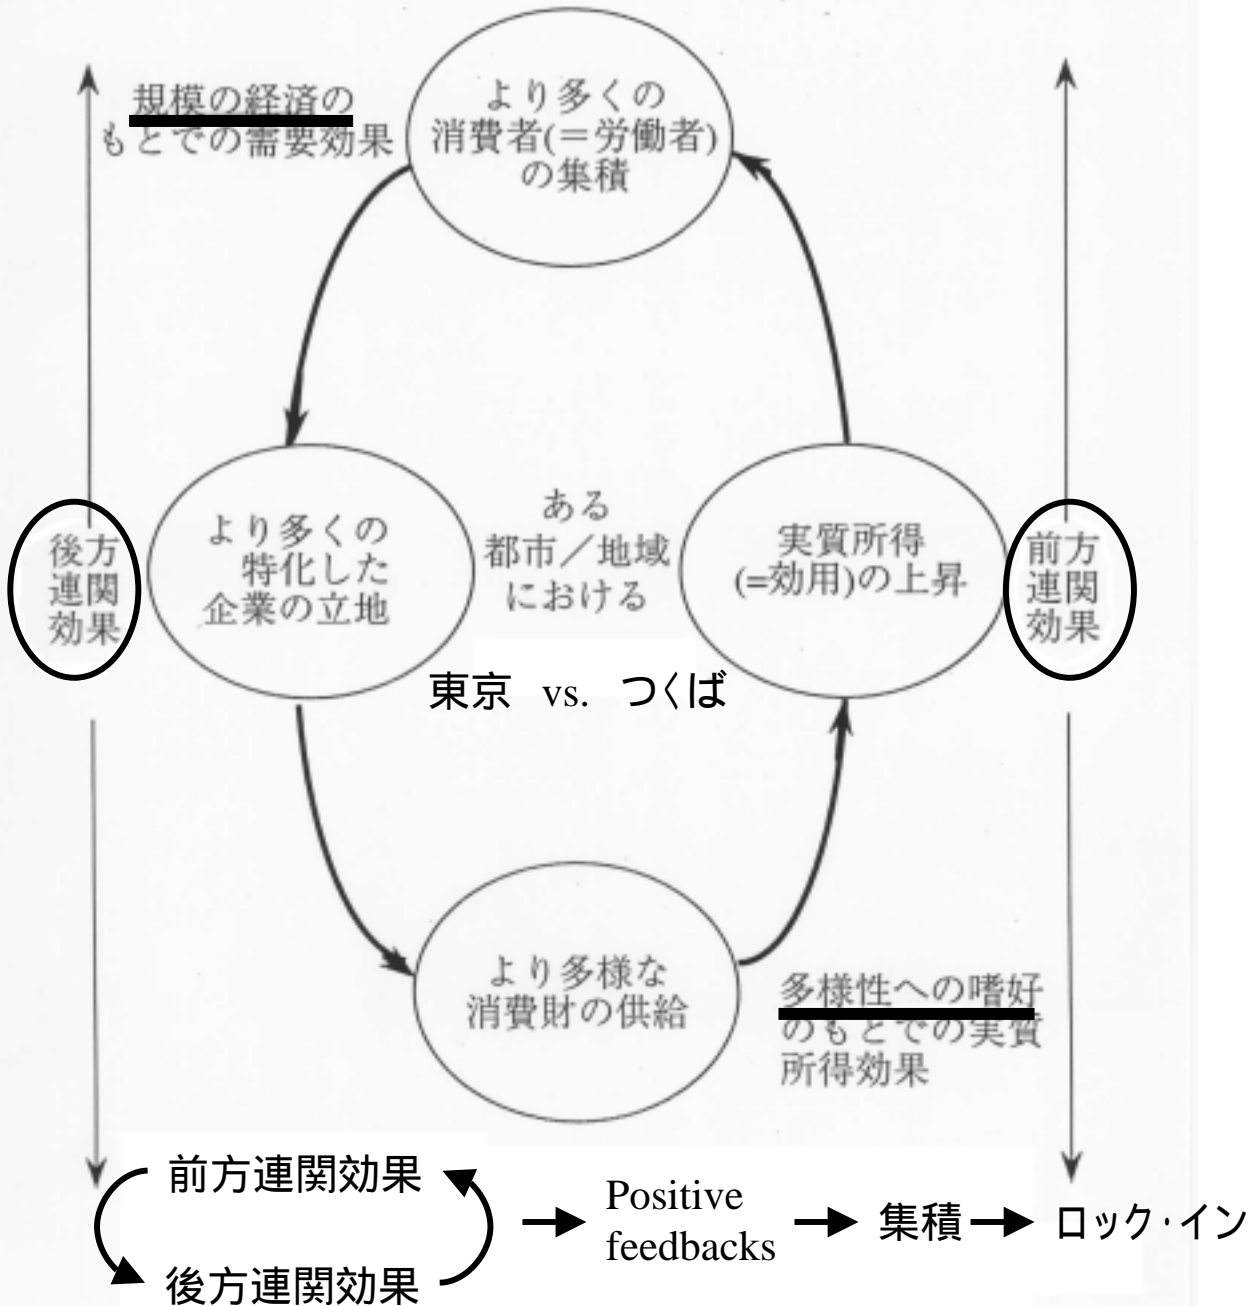 規模の経済の
もとでの需要効果
より多くの
消費者(＝労働者)
の集積
後方
連関
効果
より多くの
特化した
企業の立地
ある
都市／地域
における
実質所得
(=効用)の上昇
前方
連関
効果
東京 vs. つくば
より多様な
消費財の供給
多様性への嗜好
のもとでの実質
所得効果
前方連関効果
後方連関効果
Positive
feedbacks
集積
ロック・イン